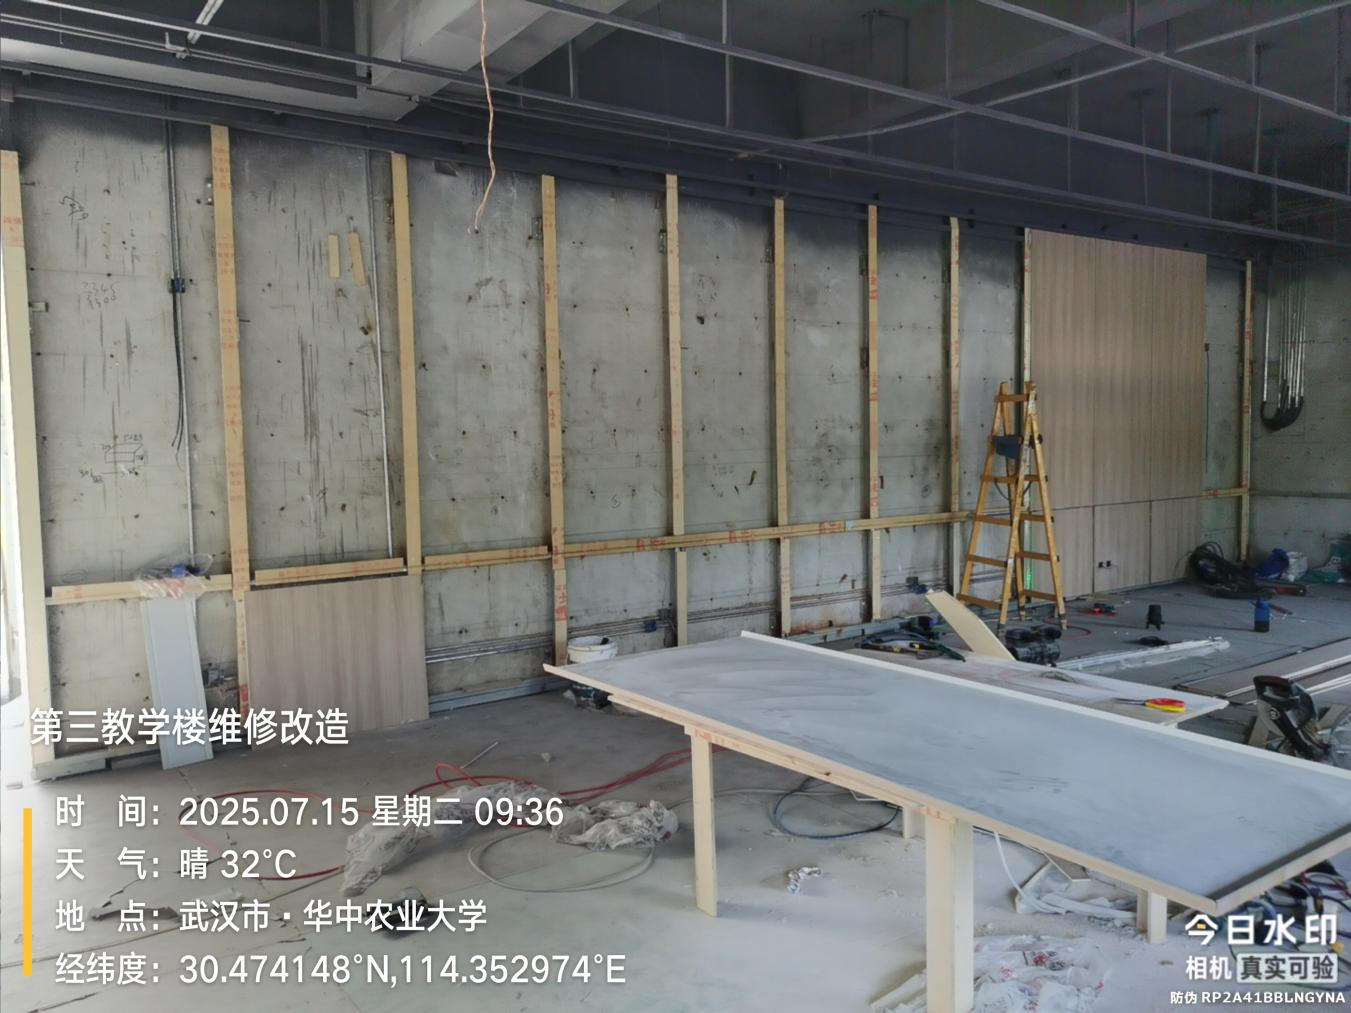 第三教学楼维修改造
时 间：2025.07.15 星期二 09:36
天 气：晴 32℃
地 点：武汉市·华中农业大学
经纬度：30.474148°N,114.352974°E
今日水印
相机 真实可验
防伪 RP2A41BBLNGYNA